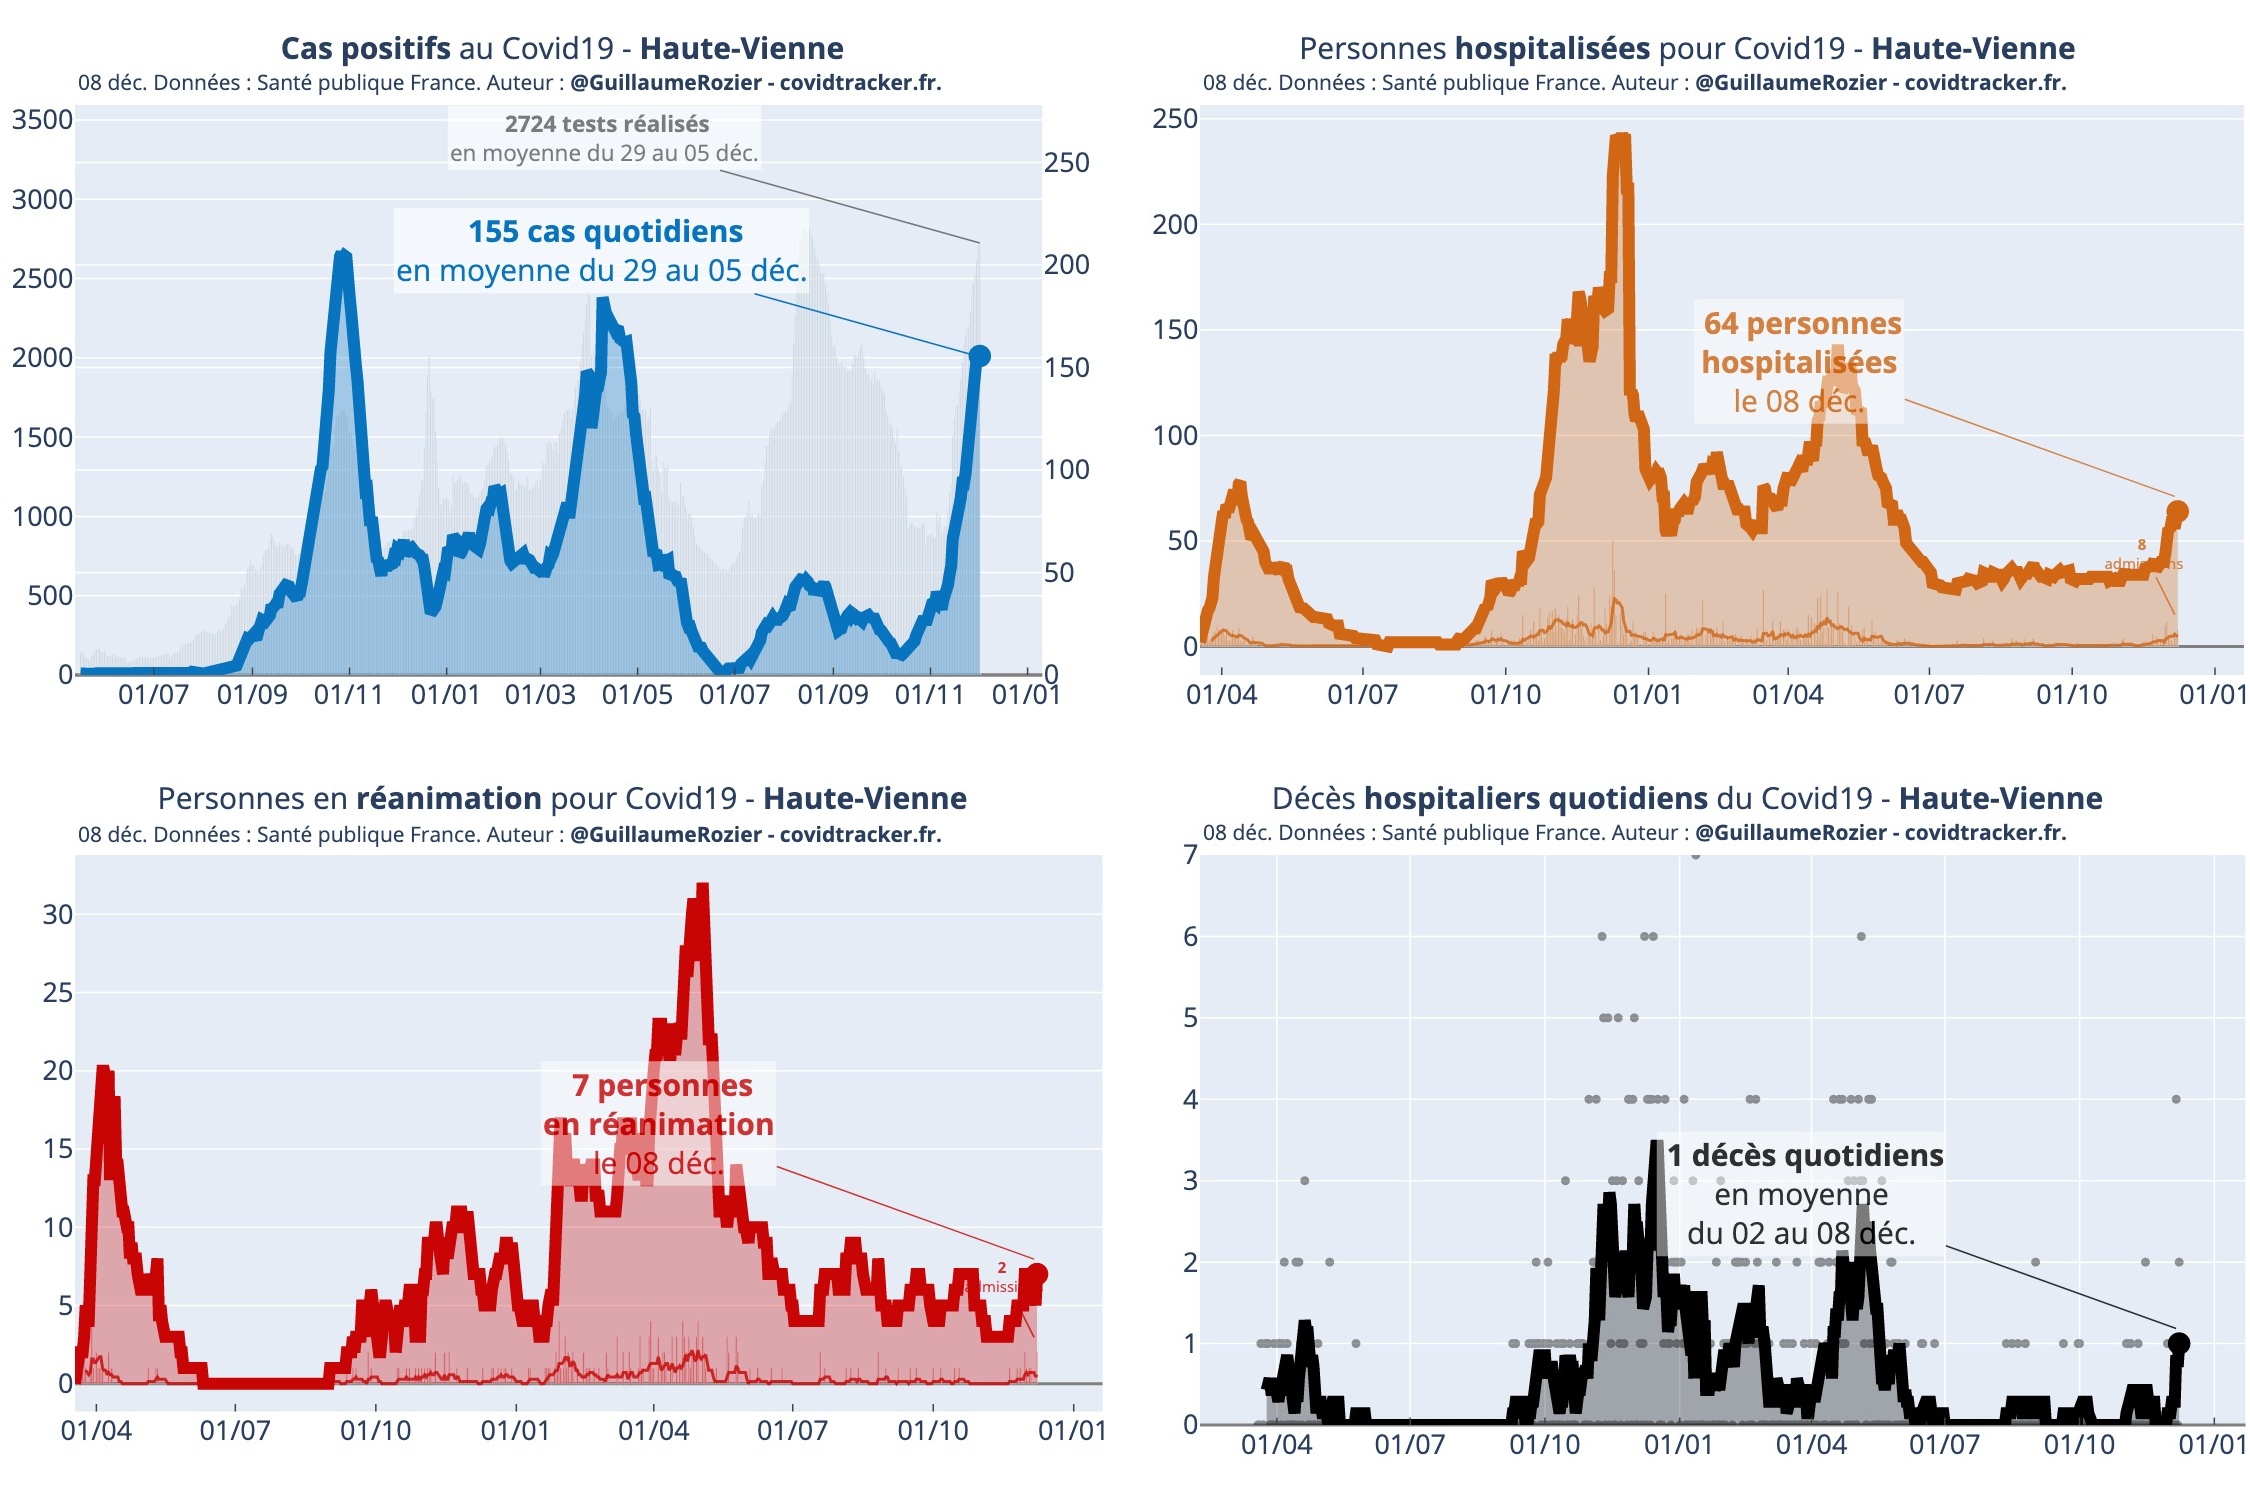 Cas positifs au Covid19 - Haute-Vienne
08 déc. Données : Santé publique France. Auteur : @GuillaumeRozier - covidtracker.fr.
3500
3000
2500
2000
1500
1000
500
0
250
200
150
100
50
0
2724 tests réalisés
en moyenne du 29 au 05 déc.
155 cas quotidiens
en moyenne du 29 au 05 déc.
01/07 01/09 01/11 01/01 01/03 01/05 01/07 01/09 01/11 01/01
Personnes hospitalisées pour Covid19 - Haute-Vienne
08 déc. Données : Santé publique France. Auteur : @GuillaumeRozier - covidtracker.fr.
250
200
150
100
50
0
64 personnes
hospitalisées
le 08 déc.
8
01/04 01/07 01/10 01/01 01/04 01/07 01/10 01/01
Personnes en réanimation pour Covid19 - Haute-Vienne
08 déc. Données : Santé publique France. Auteur : @GuillaumeRozier - covidtracker.fr.
30
25
20
15
10
5
0
7 personnes
en réanimation
le 08 déc.
2
01/04 01/07 01/10 01/01 01/04 01/07 01/10 01/01
Décès hospitaliers quotidiens du Covid19 - Haute-Vienne
08 déc. Données : Santé publique France. Auteur : @GuillaumeRozier - covidtracker.fr.
7
6
5
4
3
2
1
0
1 décès quotidiens
en moyenne
du 02 au 08 déc.
01/04 01/07 01/10 01/01 01/04 01/07 01/10 01/01